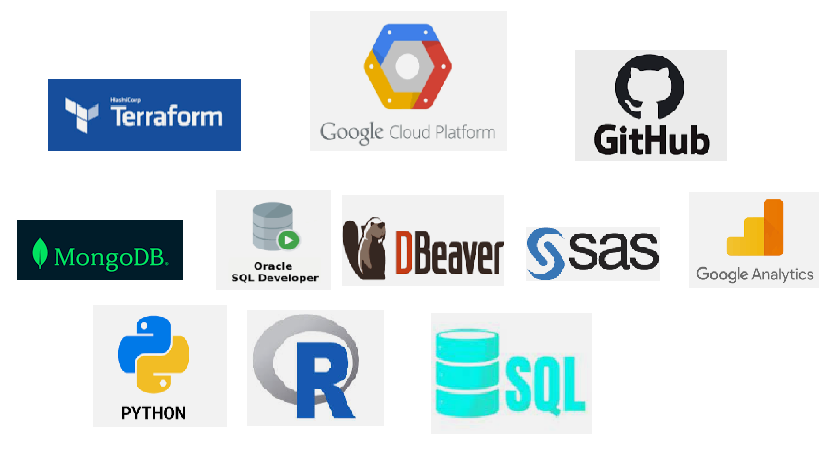 HashiCorp
Terraform
Google Cloud Platform
GitHub
MongoDB.
Oracle
SQL Developer
DBeaver
sas
Google Analytics
PYTHON
R
SQL